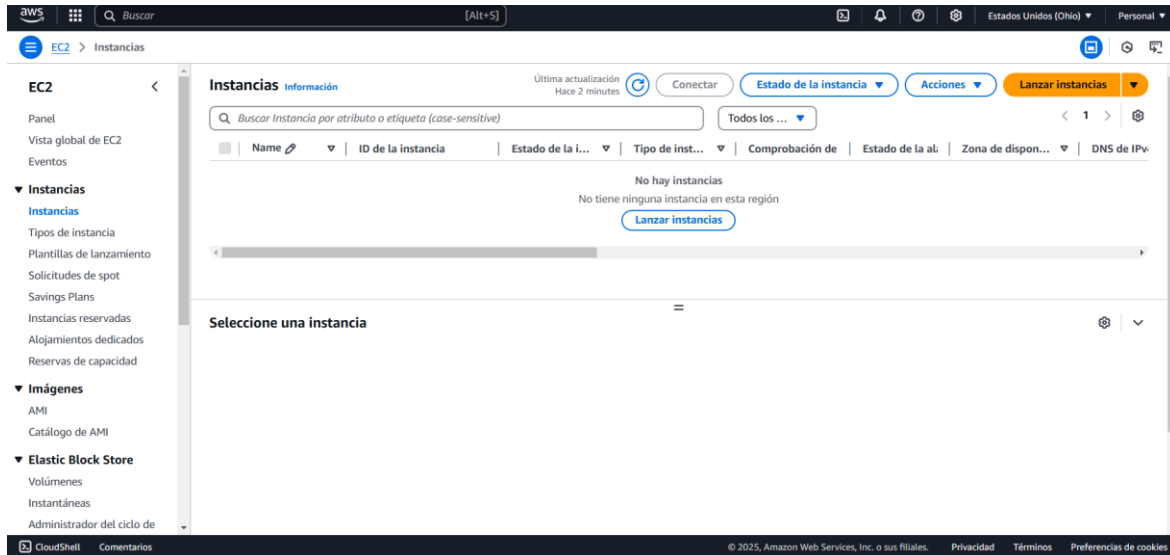 aws
Buscar [Alt+S]
Estados Unidos (Ohio) Personal
EC2 > Instancias
EC2
Panel
Vista global de EC2
Eventos
Instancias
Instancias
Tipos de instancia
Plantillas de lanzamiento
Solicitudes de spot
Savings Plans
Instancias reservadas
Alojamientos dedicados
Reservas de capacidad
Imágenes
AMI
Catálogo de AMI
Elastic Block Store
Volúmenes
Instantáneas
Administrador del ciclo de
Instancias Información
Última actualización
Hace 2 minutes
Conectar
Estado de la instancia
Acciones
Lanzar instancias
Buscar Instancia por atributo o etiqueta (case-sensitive)
Todos los ...
1
Name ID de la instancia Estado de la i... Tipo de inst... Comprobación de Estado de la al Zona de dispon... DNS de IPv
No hay instancias
No tiene ninguna instancia en esta región
Lanzar instancias
Seleccione una instancia
CloudShell Comentarios
© 2025, Amazon Web Services, Inc. o sus filiales. Privacidad Términos Preferencias de cookies